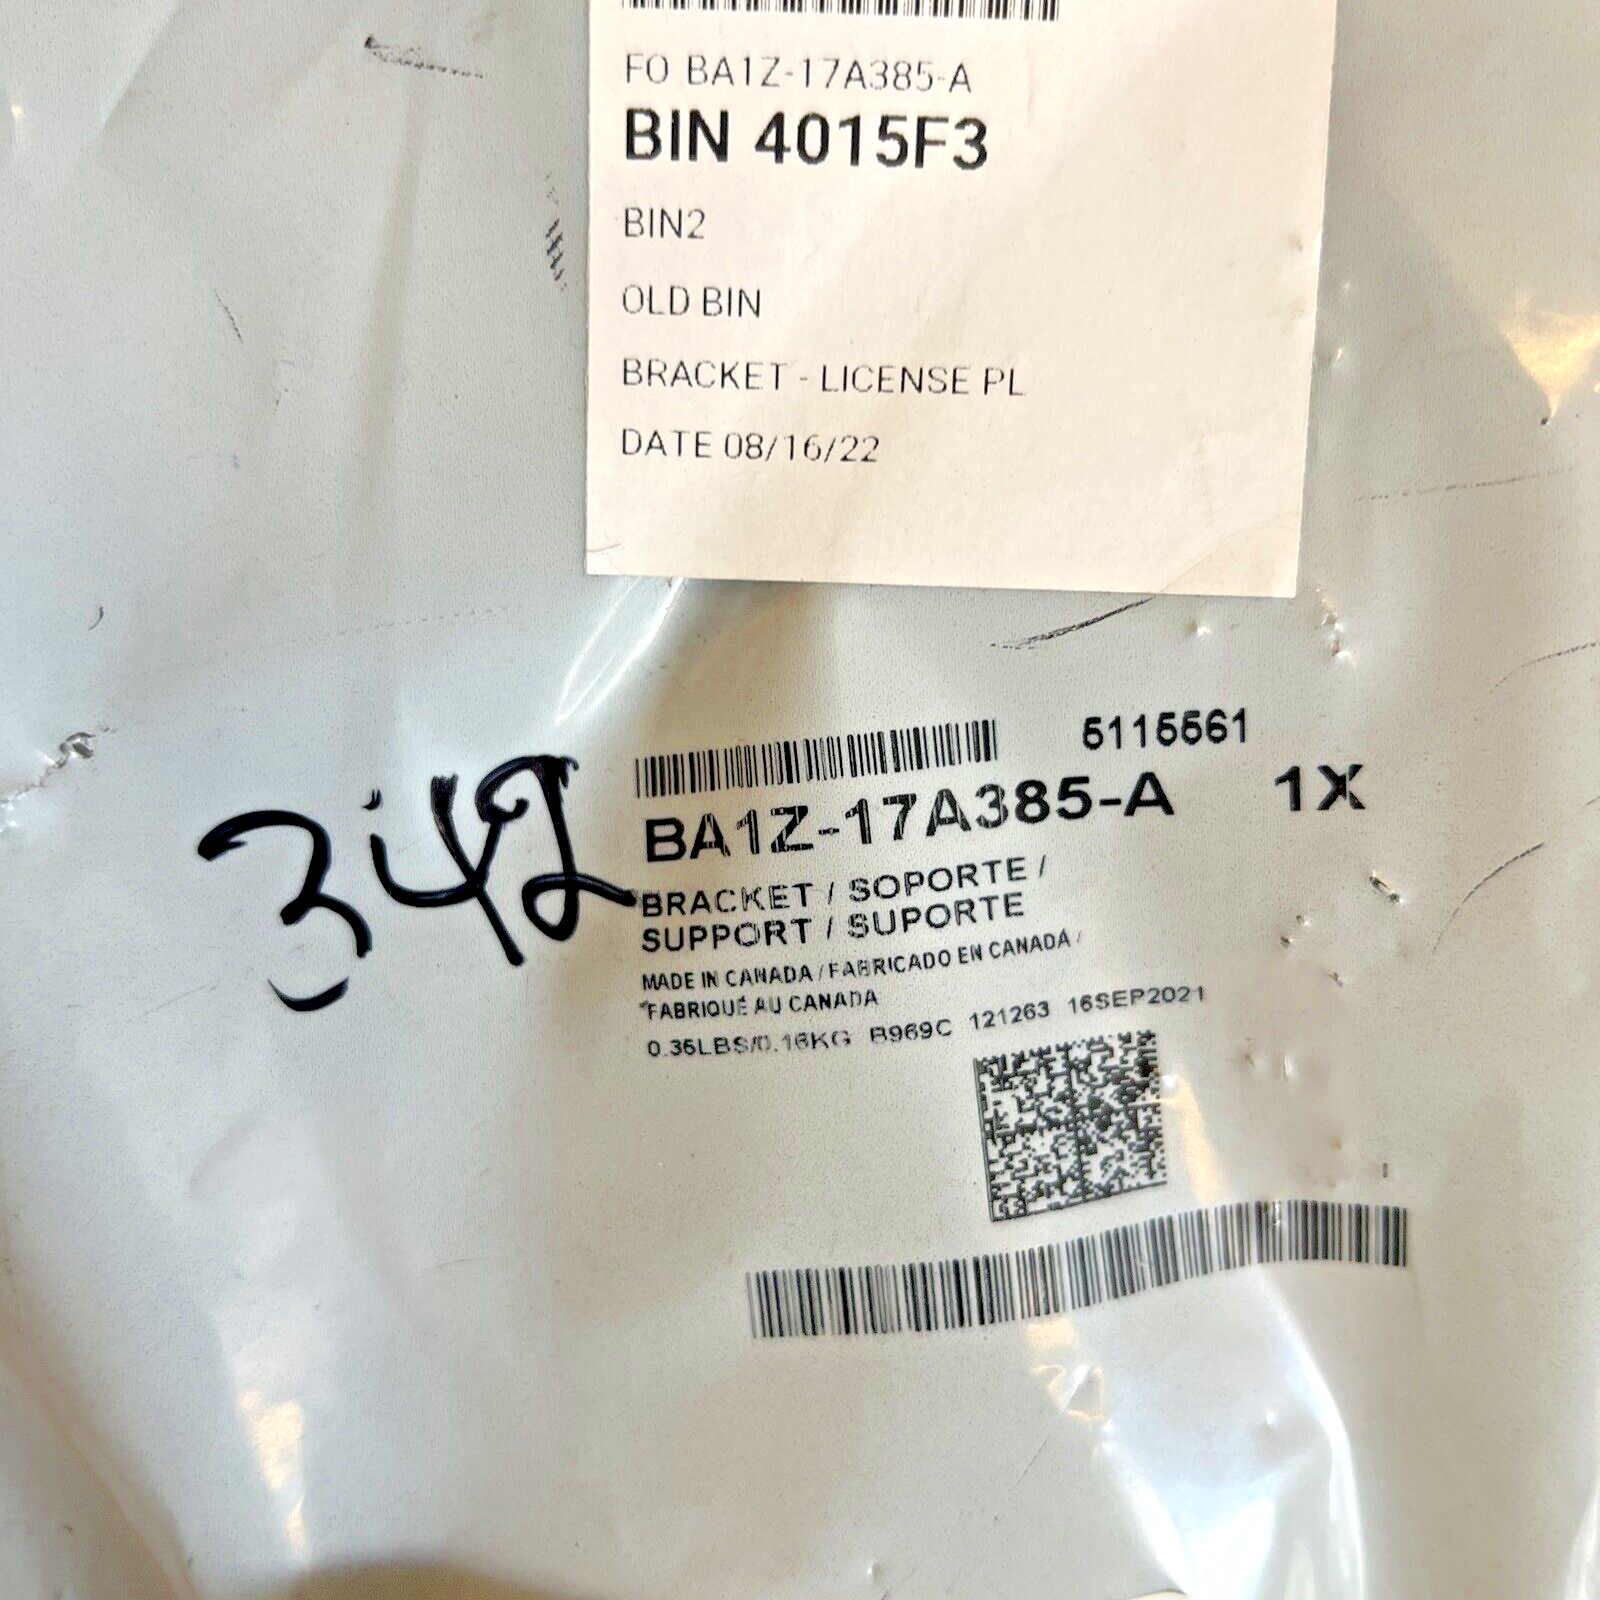 FO BA1Z-17A385-A
BIN 4015F3
BIN2
OLD BIN
BRACKET - LICENSE PL
DATE 08/16/22
5115561
BA1Z-17A385-A 1X
BRACKET / SOPORTE /
SUPPORT / SUPORTE
MADE IN CANADA / FABRICADO EN CANADA /
FABRIQUÉ AU CANADA
0.35LBS/0.16KG B969C 121263 16SEP2021
342